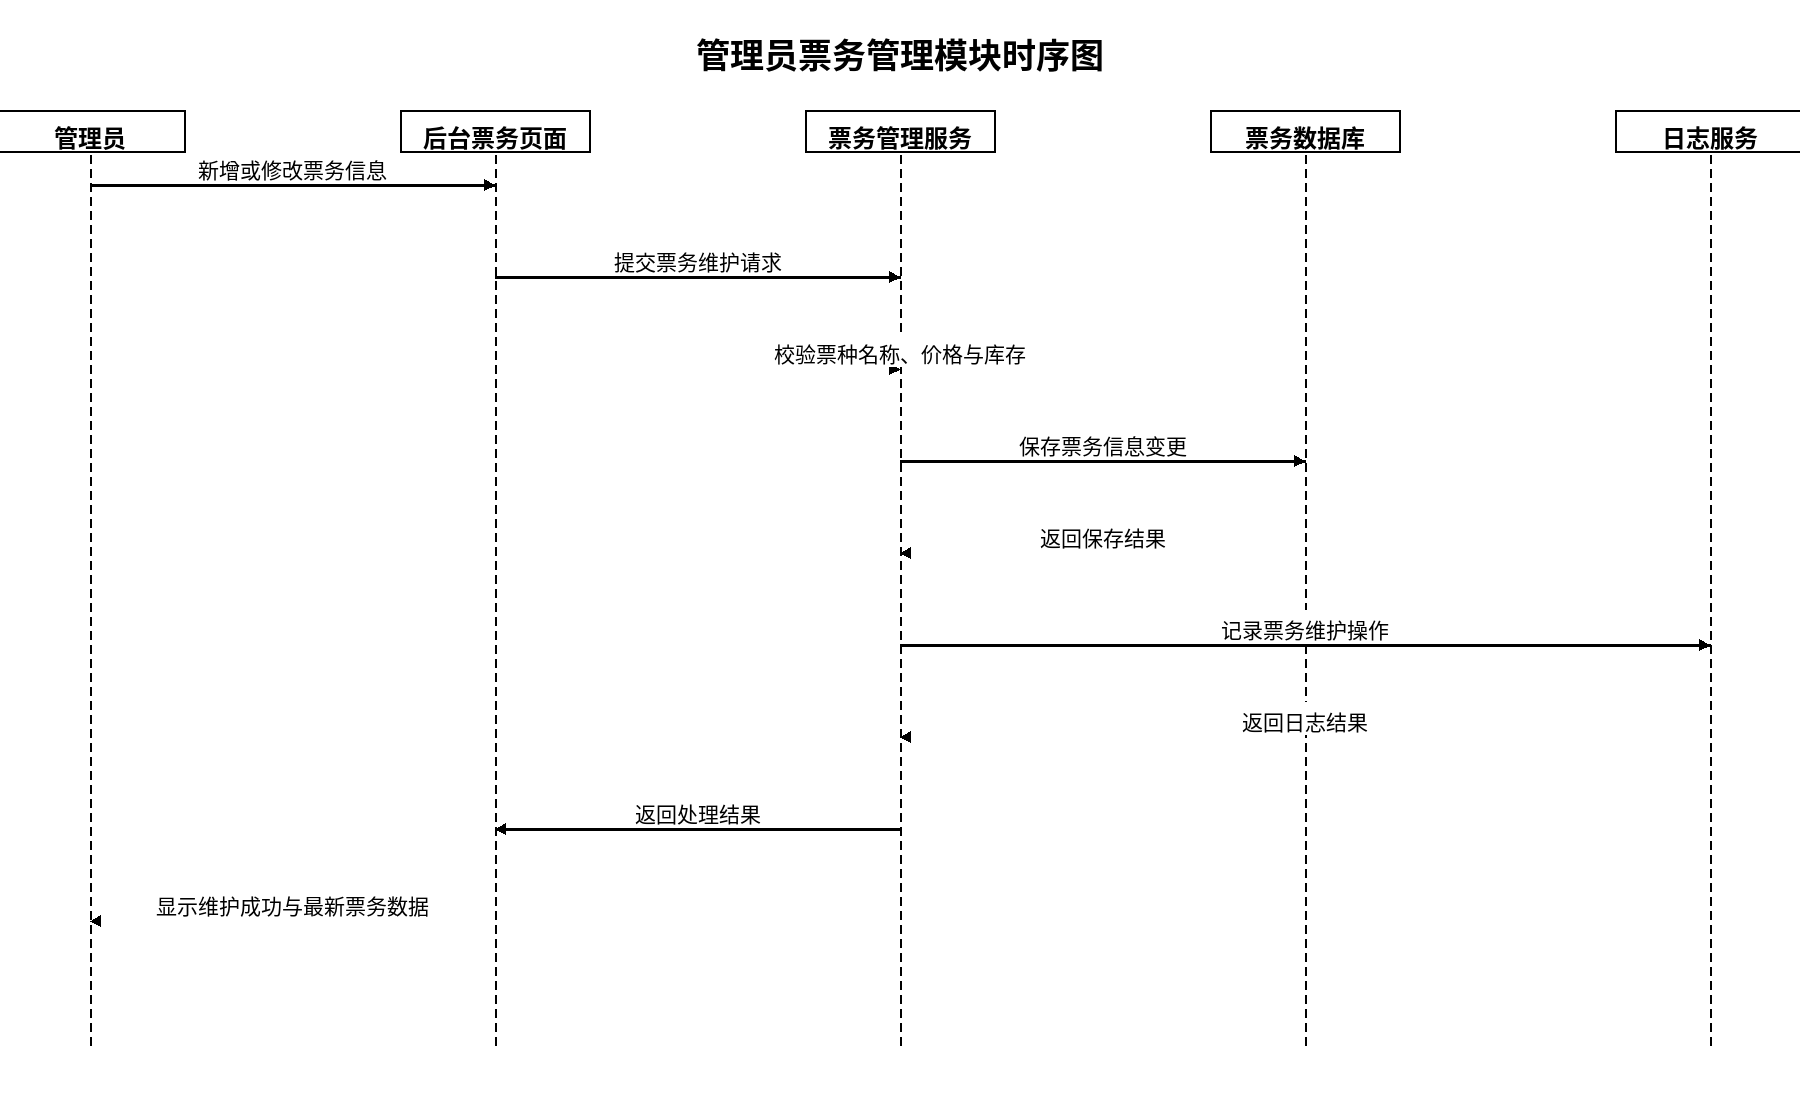 管理员票务管理模块时序图
管理员
后台票务页面
票务管理服务
票务数据库
日志服务
新增或修改票务信息
提交票务维护请求
校验票种名称、价格与库存
保存票务信息变更
返回保存结果
记录票务维护操作
返回日志结果
返回处理结果
显示维护成功与最新票务数据